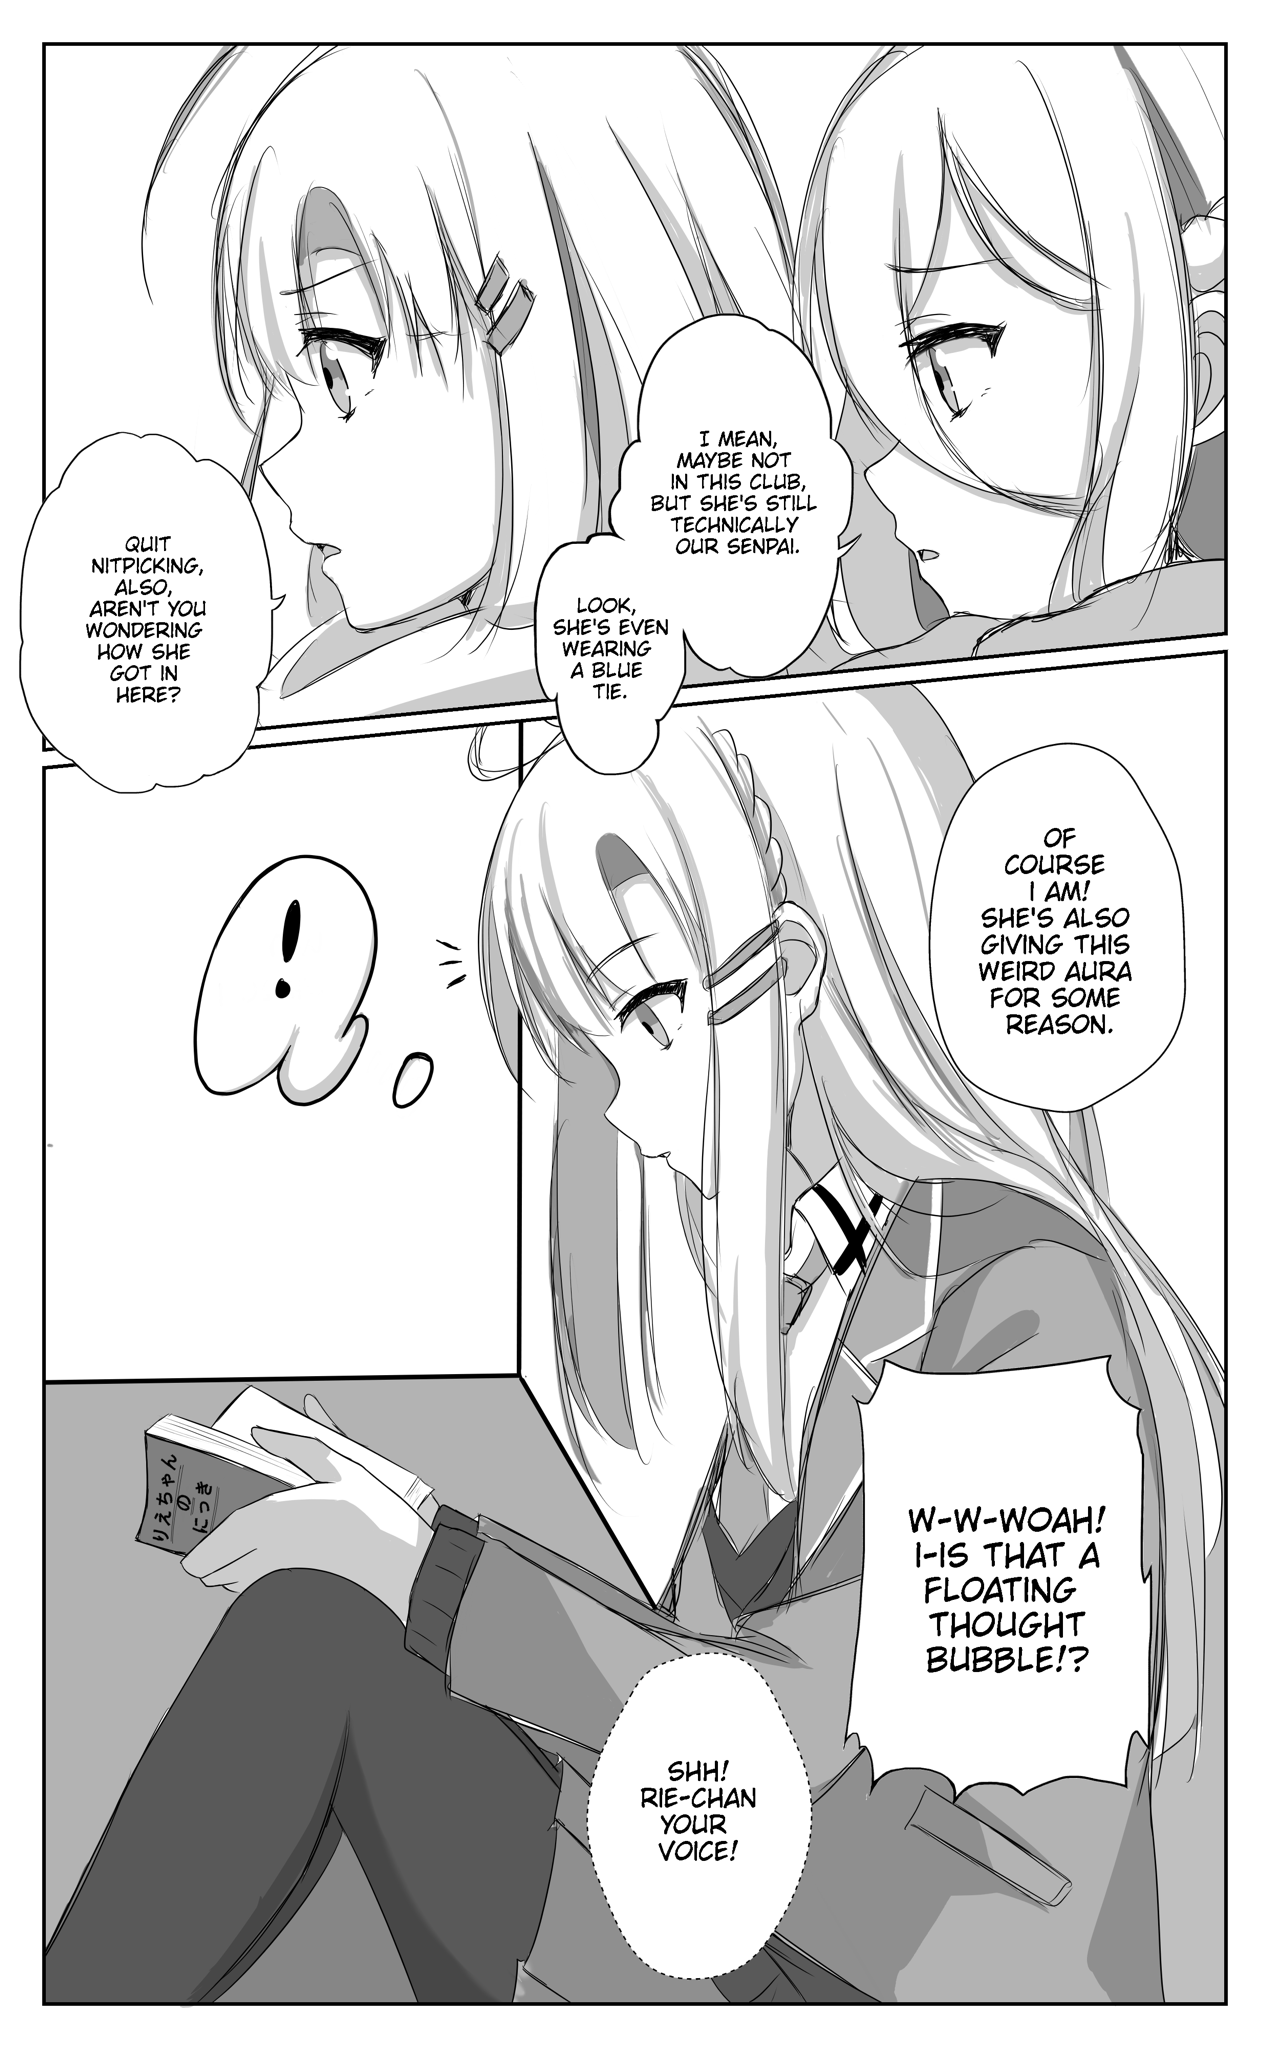 I MEAN,
MAYBE NOT
IN THIS CLUB,
BUT SHE'S STILL
TECHNICALLY
OUR SENPAI.
LOOK,
SHE'S EVEN
WEARING
A BLUE
TIE.
QUIT
NITPICKING,
ALSO,
AREN'T YOU
WONDERING
HOW SHE
GOT IN
HERE?
OF
COURSE
I AM!
SHE'S ALSO
GIVING THIS
WEIRD AURA
FOR SOME
REASON.
!
W-W-WOAH!
I-IS THAT A
FLOATING
THOUGHT
BUBBLE!?
りえちゃん
の
にっき
SHH!
RIE-CHAN
YOUR
VOICE!